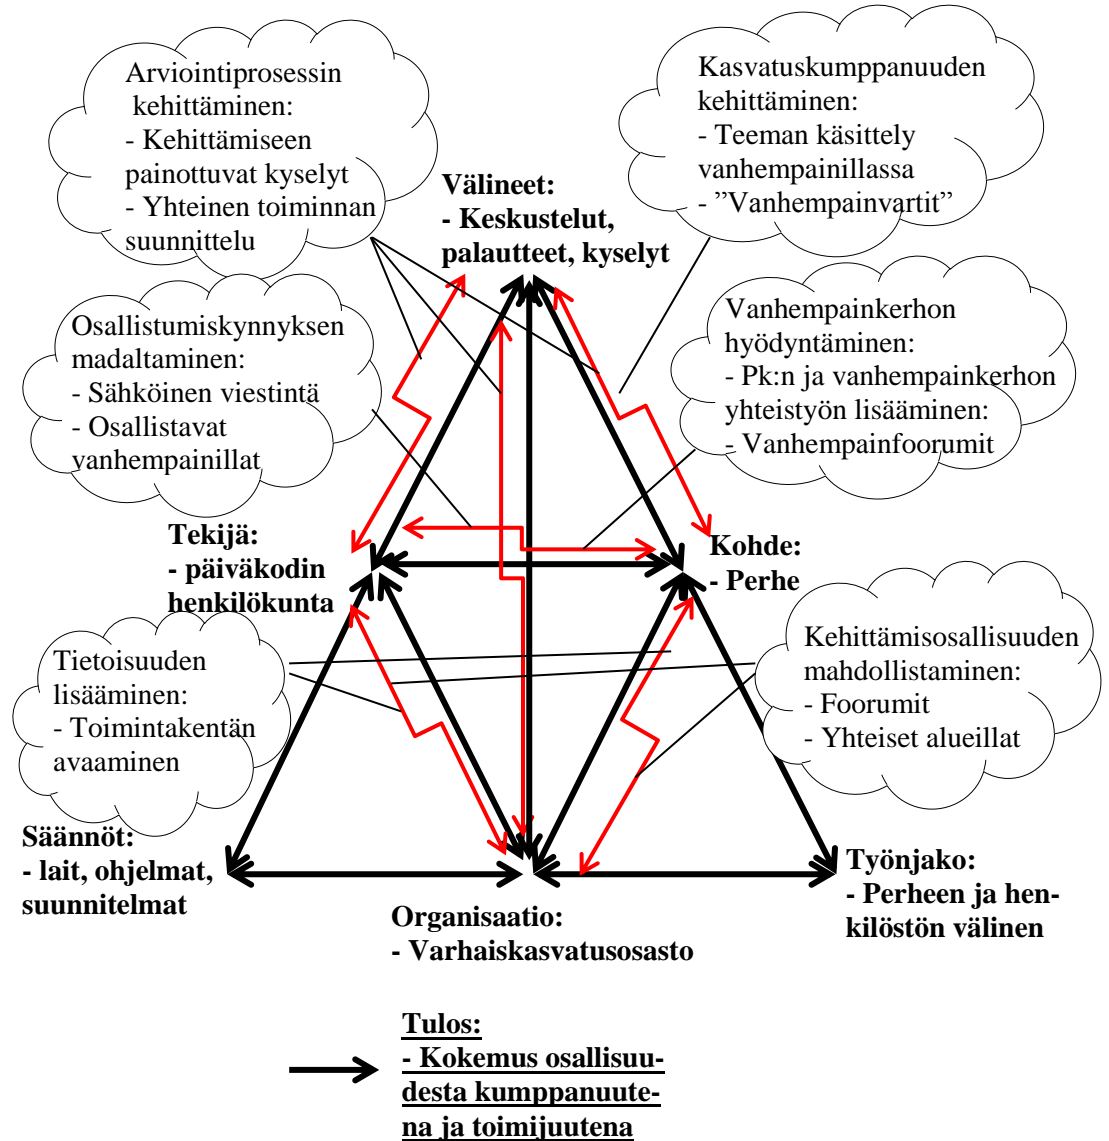 Arviointiprosessin
kehittäminen:
- Kehittämiseen
painottuvat kyselyt
- Yhteinen toiminnan
suunnittelu
Kasvatuskumppanuuden
kehittäminen:
- Teeman käsittely
vanhempainillassa
- ”Vanhempainvartit”
Välineet:
- Keskustelut,
palautteet, kyselyt
Osallistumiskynnyksen
madaltaminen:
- Sähköinen viestintä
- Osallistavat
vanhempainillat
Vanhempainkerhon
hyödyntäminen:
- Pk:n ja vanhempainkerhon
yhteistyön lisääminen:
- Vanhempainfoorumit
Tekijä:
- päiväkodin
henkilökunta
Kohde:
- Perhe
Tietoisuuden
lisääminen:
- Toimintakentän
avaaminen
Kehittämisosallisuuden
mahdollistaminen:
- Foorumit
- Yhteiset alueillat
Säännöt:
- lait, ohjelmat,
suunnitelmat
Organisaatio:
- Varhaiskasvatusosasto
Työnjako:
- Perheen ja hen-
kilöstön välinen
Tulos:
- Kokemus osallisuu-
desta kumppanuute-
na ja toimijuutena